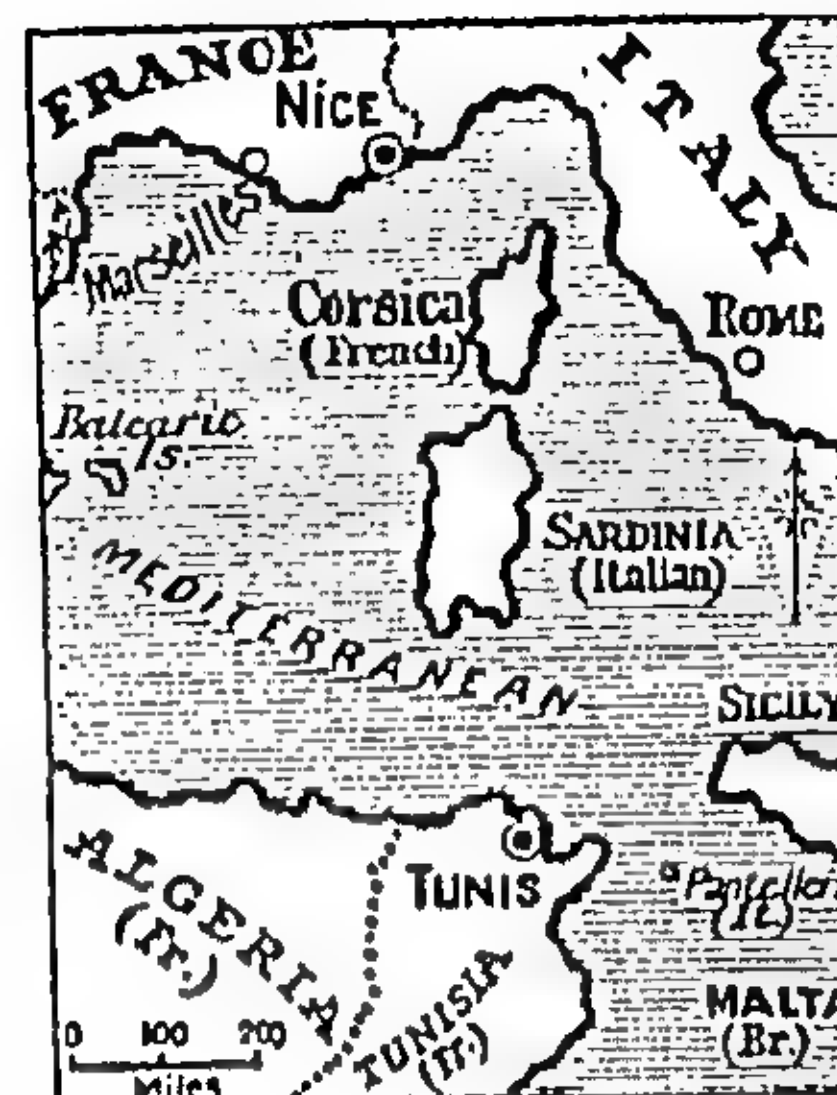 FRANCE
NiCE
ITALY
Marseilles
Corsica
(French)
ROME
Balearic
Is.
SARDINIA
(Italian)
MEDITERRANEAN
SICILY
ALGERIA
(Fr.)
TUNIS
(It.)
TUNISIA
(Fr.)
MALTA
(Br.)
0 100 200
Miles